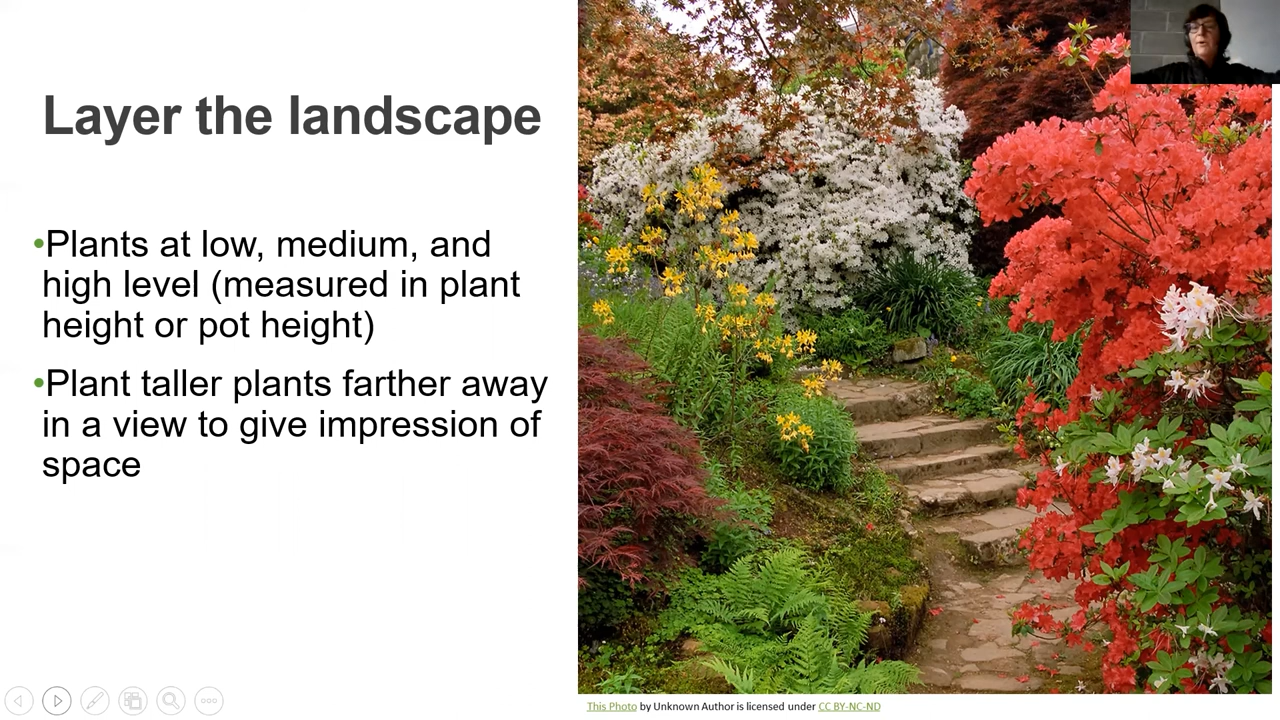 Layer the landscape
•Plants at low, medium, and
high level (measured in plant
height or pot height)
•Plant taller plants farther away
in a view to give impression of
space
This Photo by Unknown Author is licensed under CC BY-NC-ND